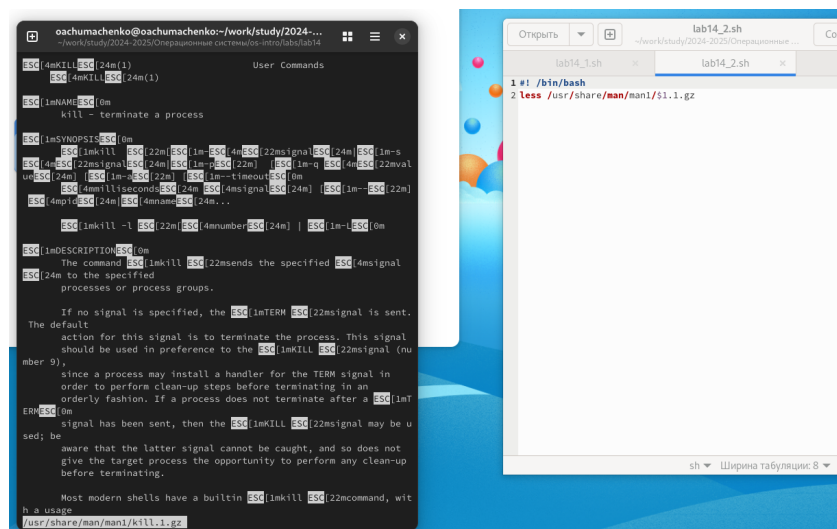 oachumachenko@oachumachenko:~/work/study/2024-...
~/work/study/2024-2025/Операционные системы/os-intro/labs/lab14
ESC[4mKILLESC[24m(1) User Commands
ESC[4mKILLESC[24m(1)
ESC[1mNAMEESC[0m
kill - terminate a process
ESC[1mSYNOPSISESC[0m
ESC[1mkill ESC[22m[ESC[1m-ESC[4mESC[22msignalESC[24m|ESC[1m-s
ESC[4mESC[22msignalESC[24m|ESC[1m-pESC[22m] [ESC[1m-q ESC[4mESC[22mval
ueESC[24m] [ESC[1m-aESC[22m] [ESC[1m--timeoutESC[0m
ESC[4mmillisecondsESC[24m ESC[4msignalESC[24m] [ESC[1m--ESC[22m]
ESC[4mpidESC[24m|ESC[4mnameESC[24m...
ESC[1mkill -l ESC[22m[ESC[4mnumberESC[24m] | ESC[1m-LESC[0m
ESC[1mDESCRIPTIONESC[0m
The command ESC[1mkill ESC[22msends the specified ESC[4msignal
ESC[24m to the specified
processes or process groups.
If no signal is specified, the ESC[1mTERM ESC[22msignal is sent.
The default
action for this signal is to terminate the process. This signal
should be used in preference to the ESC[1mKILL ESC[22msignal (nu
mber 9),
since a process may install a handler for the TERM signal in
order to perform clean-up steps before terminating in an
orderly fashion. If a process does not terminate after a ESC[1mT
ERMESC[0m
signal has been sent, then the ESC[1mKILL ESC[22msignal may be u
sed; be
aware that the latter signal cannot be caught, and so does not
give the target process the opportunity to perform any clean-up
before terminating.
Most modern shells have a builtin ESC[1mkill ESC[22mcommand, wit
h a usage
/usr/share/man/man1/kill.1.gz
Открыть
lab14_2.sh
~/work/study/2024-2025/Операционные ...
Со
lab14_1.sh
lab14_2.sh
1 #! /bin/bash
2 less /usr/share/man/man1/$1.1.gz
sh
Ширина табуляции: 8